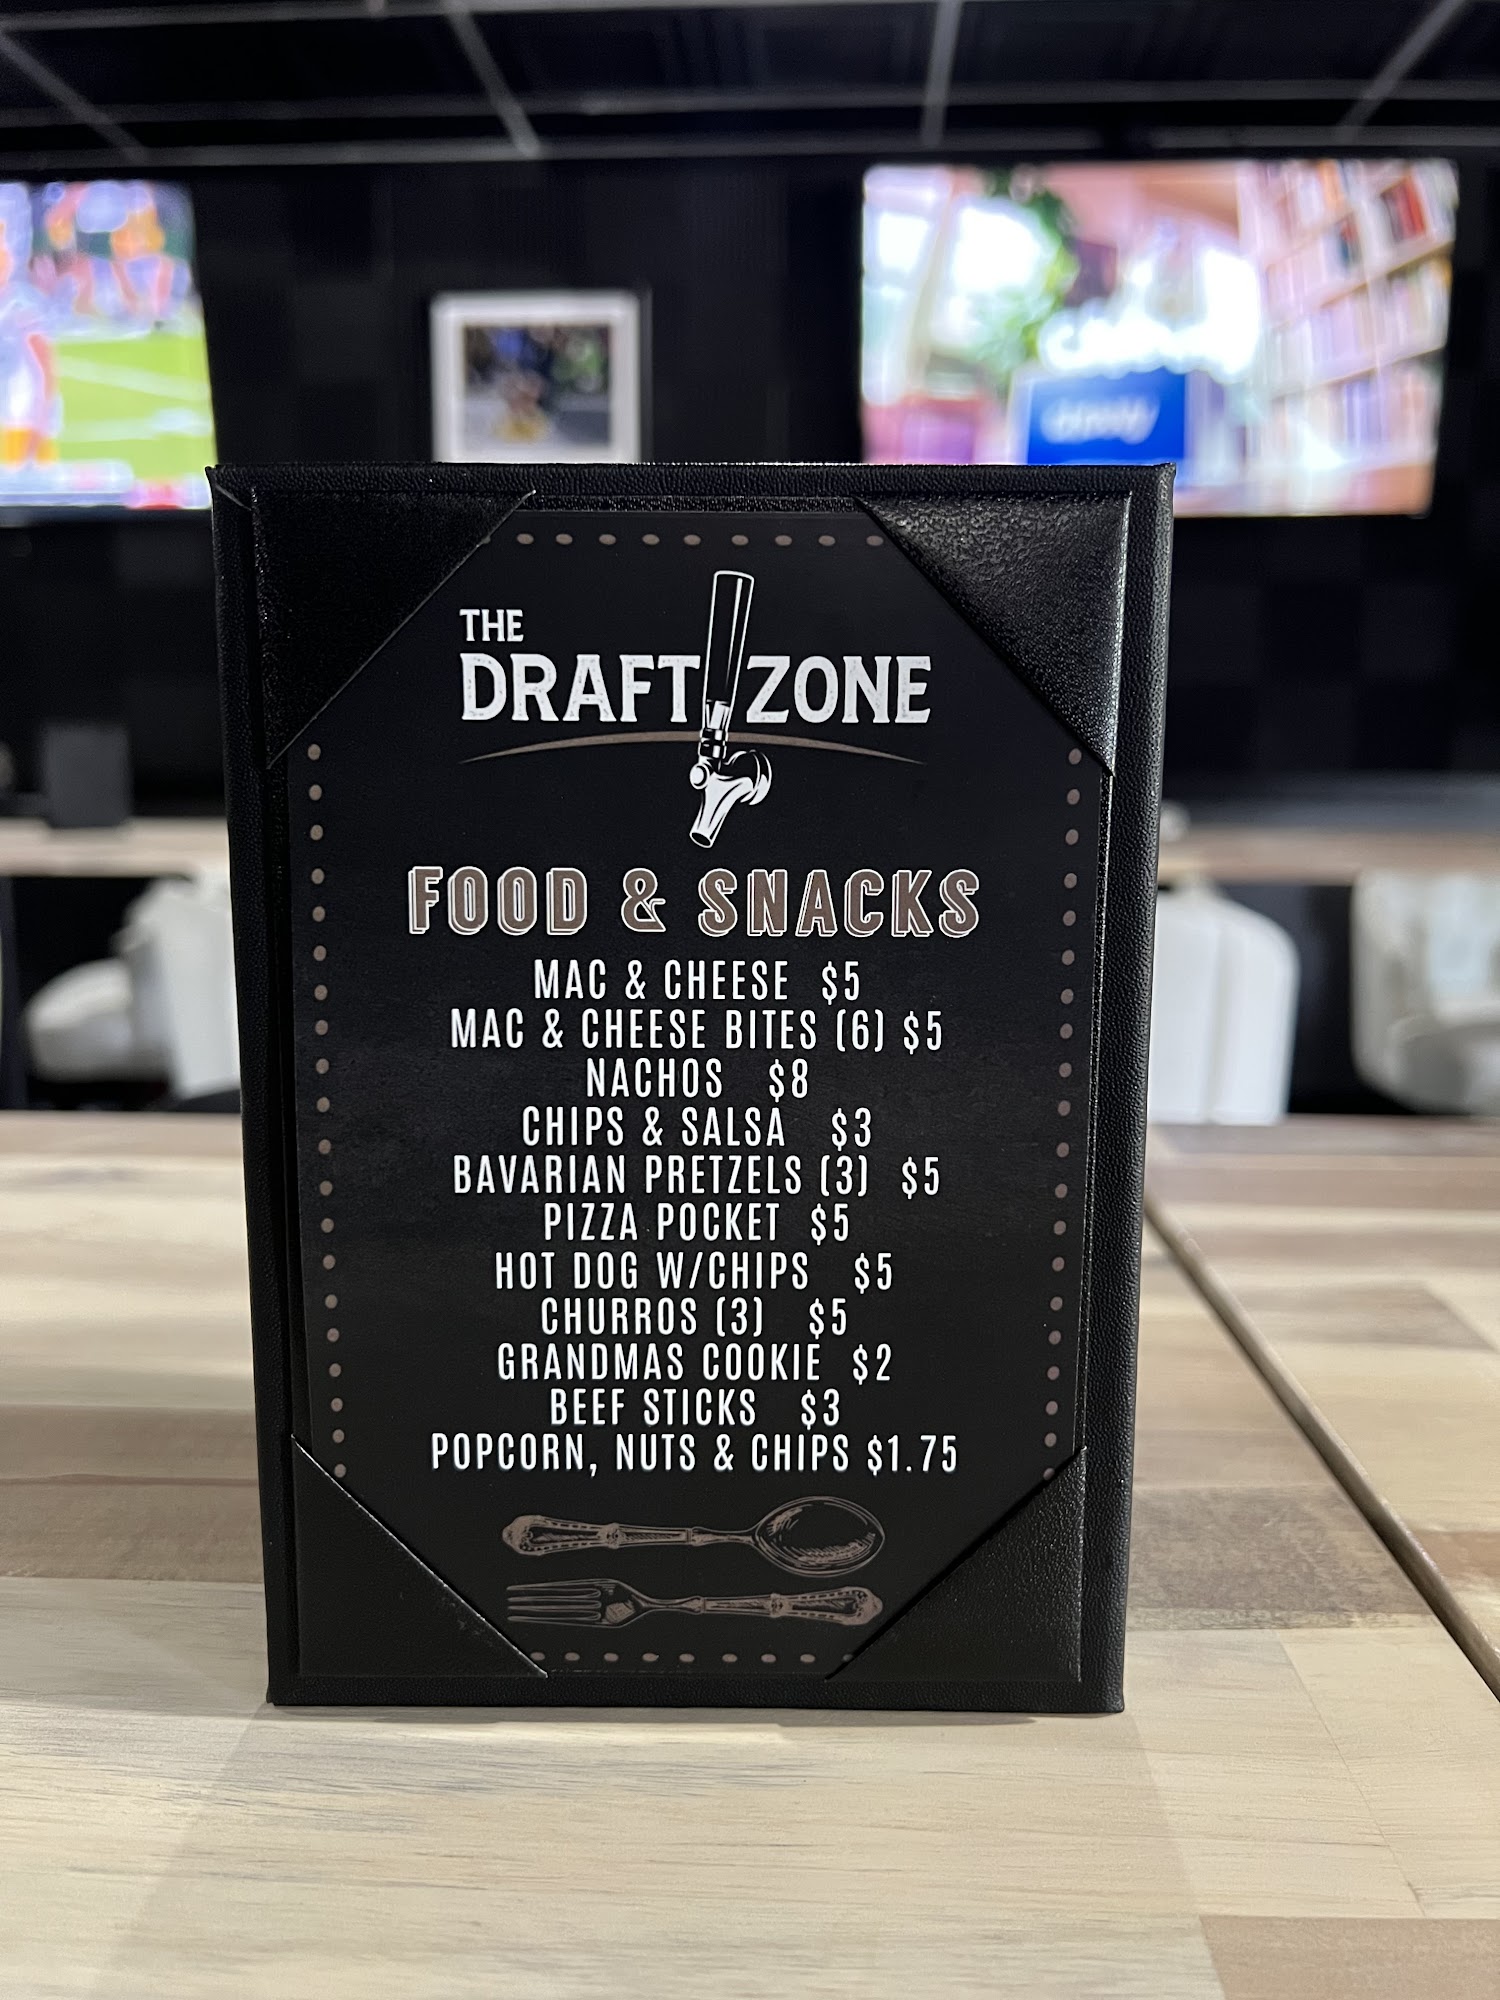 THE
DRAFT ZONE
FOOD & SNACKS
MAC & CHEESE $5
MAC & CHEESE BITES (6) $5
NACHOS $8
CHIPS & SALSA $3
BAVARIAN PRETZELS (3) $5
PIZZA POCKET $5
HOT DOG W/CHIPS $5
CHURROS (3) $5
GRANDMAS COOKIE $2
BEEF STICKS $3
POPCORN, NUTS & CHIPS $1.75